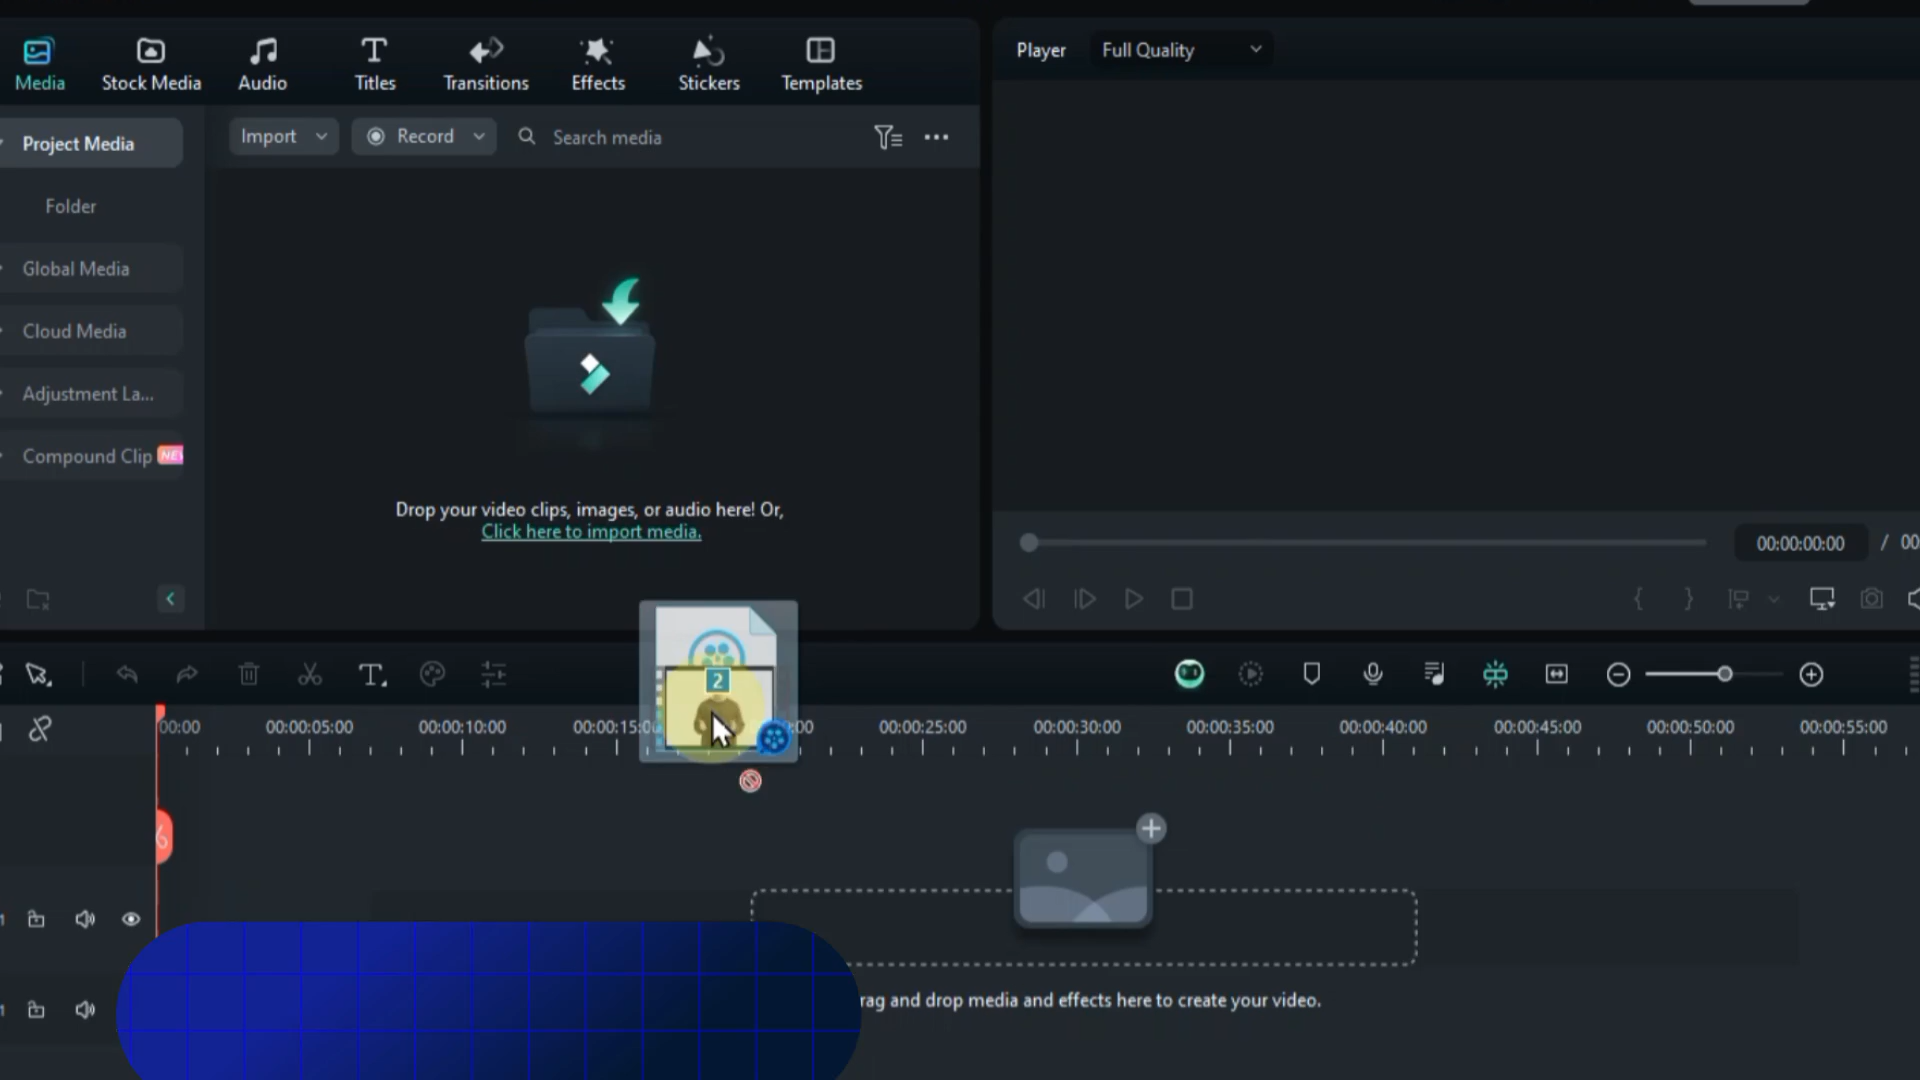 Media
Stock Media
Audio
Titles
Transitions
Effects
Stickers
Templates
Player
Full Quality
Project Media
Import
Record
Search media
Folder
Global Media
Cloud Media
Adjustment La...
Compound Clip
Drop your video clips, images, or audio here! Or,
Click here to import media.
00:00:00:00 / 00
2
00:00
00:00:05:00
00:00:10:00
00:00:15:0
00:00
00:00:25:00
00:00:30:00
00:00:35:00
00:00:40:00
00:00:45:00
00:00:50:00
00:00:55:00
rag and drop media and effects here to create your video.